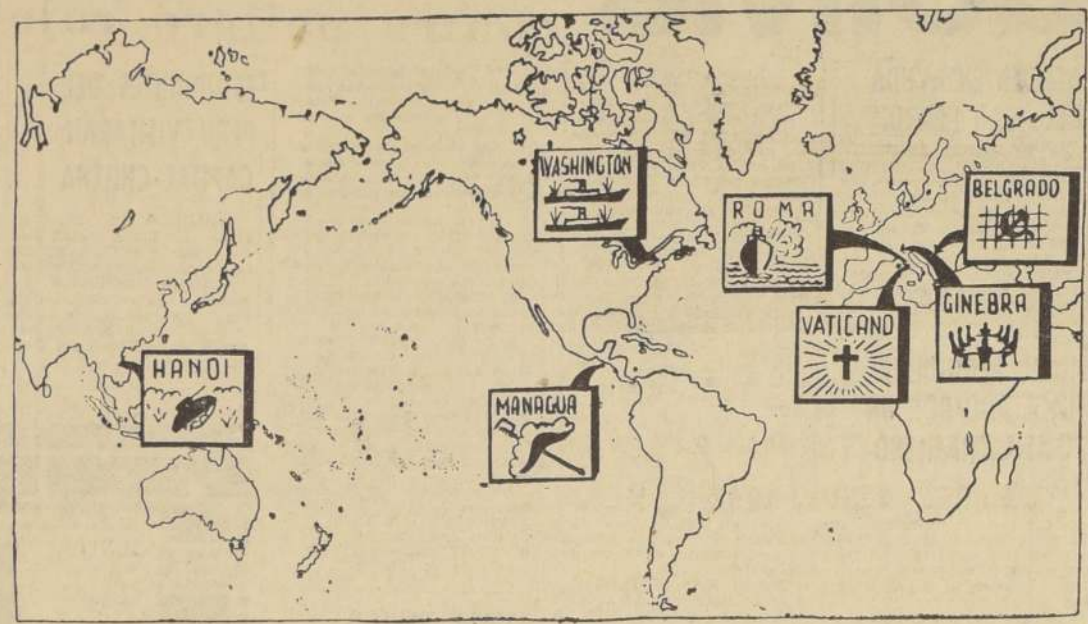 WASHINGTON
ROMA
BELGRADO
GINEBRA
VATICANO
HANOI
MANAGUA